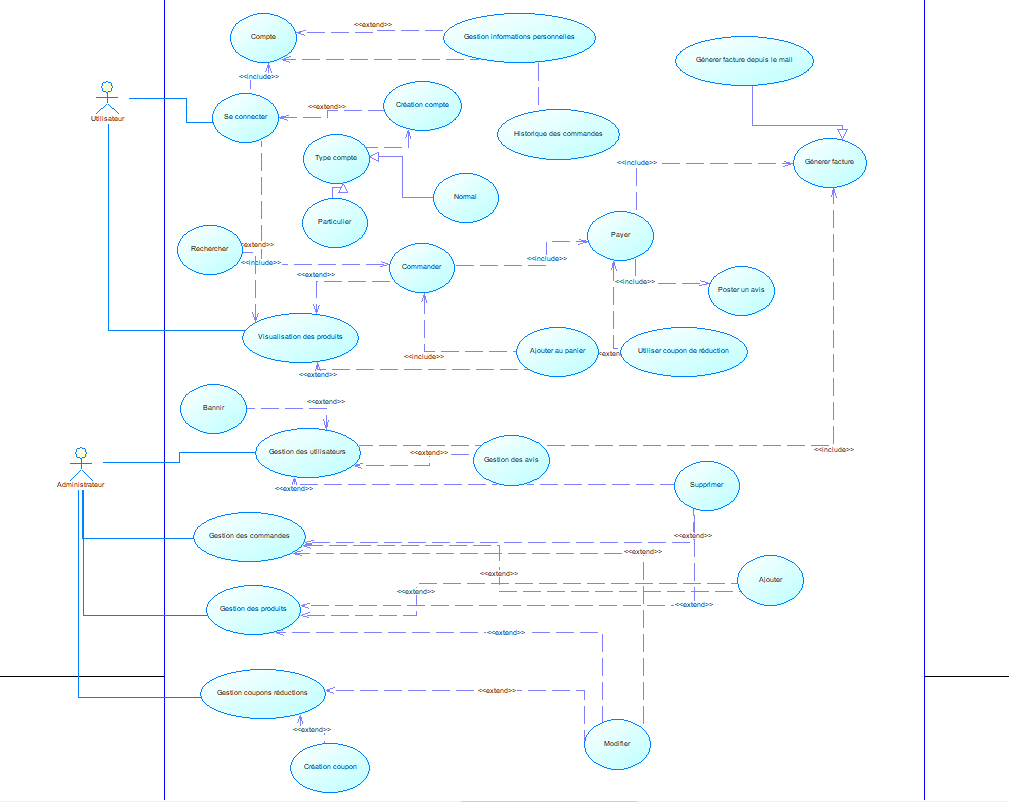 <<extend>>
Compte
Gestion informations personnelles
Génerer facture depuis le mail
<<include>>
Utilisateur
Se connecter
<<extend>>
Création compte
Historique des commandes
Type compte
<<include>>
Génerer facture
Normal
Particulier
Payer
Rechercher
extend>>
<<include>>
Commander
<<include>>
<<extend>>
<<include>>
Poster un avis
Visualisation des produits
<<include>>
Ajouter au panier
<<exten
Utiliser coupon de réduction
<<extend>>
Bannir
<<extend>>
Gestion des utilisateurs
<<extend>>
Gestion des avis
<<include>>
Administrateur
<<extend>>
Supprimer
Gestion des commandes
<<extend>>
<<extend>>
<<extend>>
Ajouter
<<extend>>
Gestion des produits
<<extend>>
<<extend>>
Gestion coupons réductions
<<extend>>
<<extend>>
Modifier
Création coupon